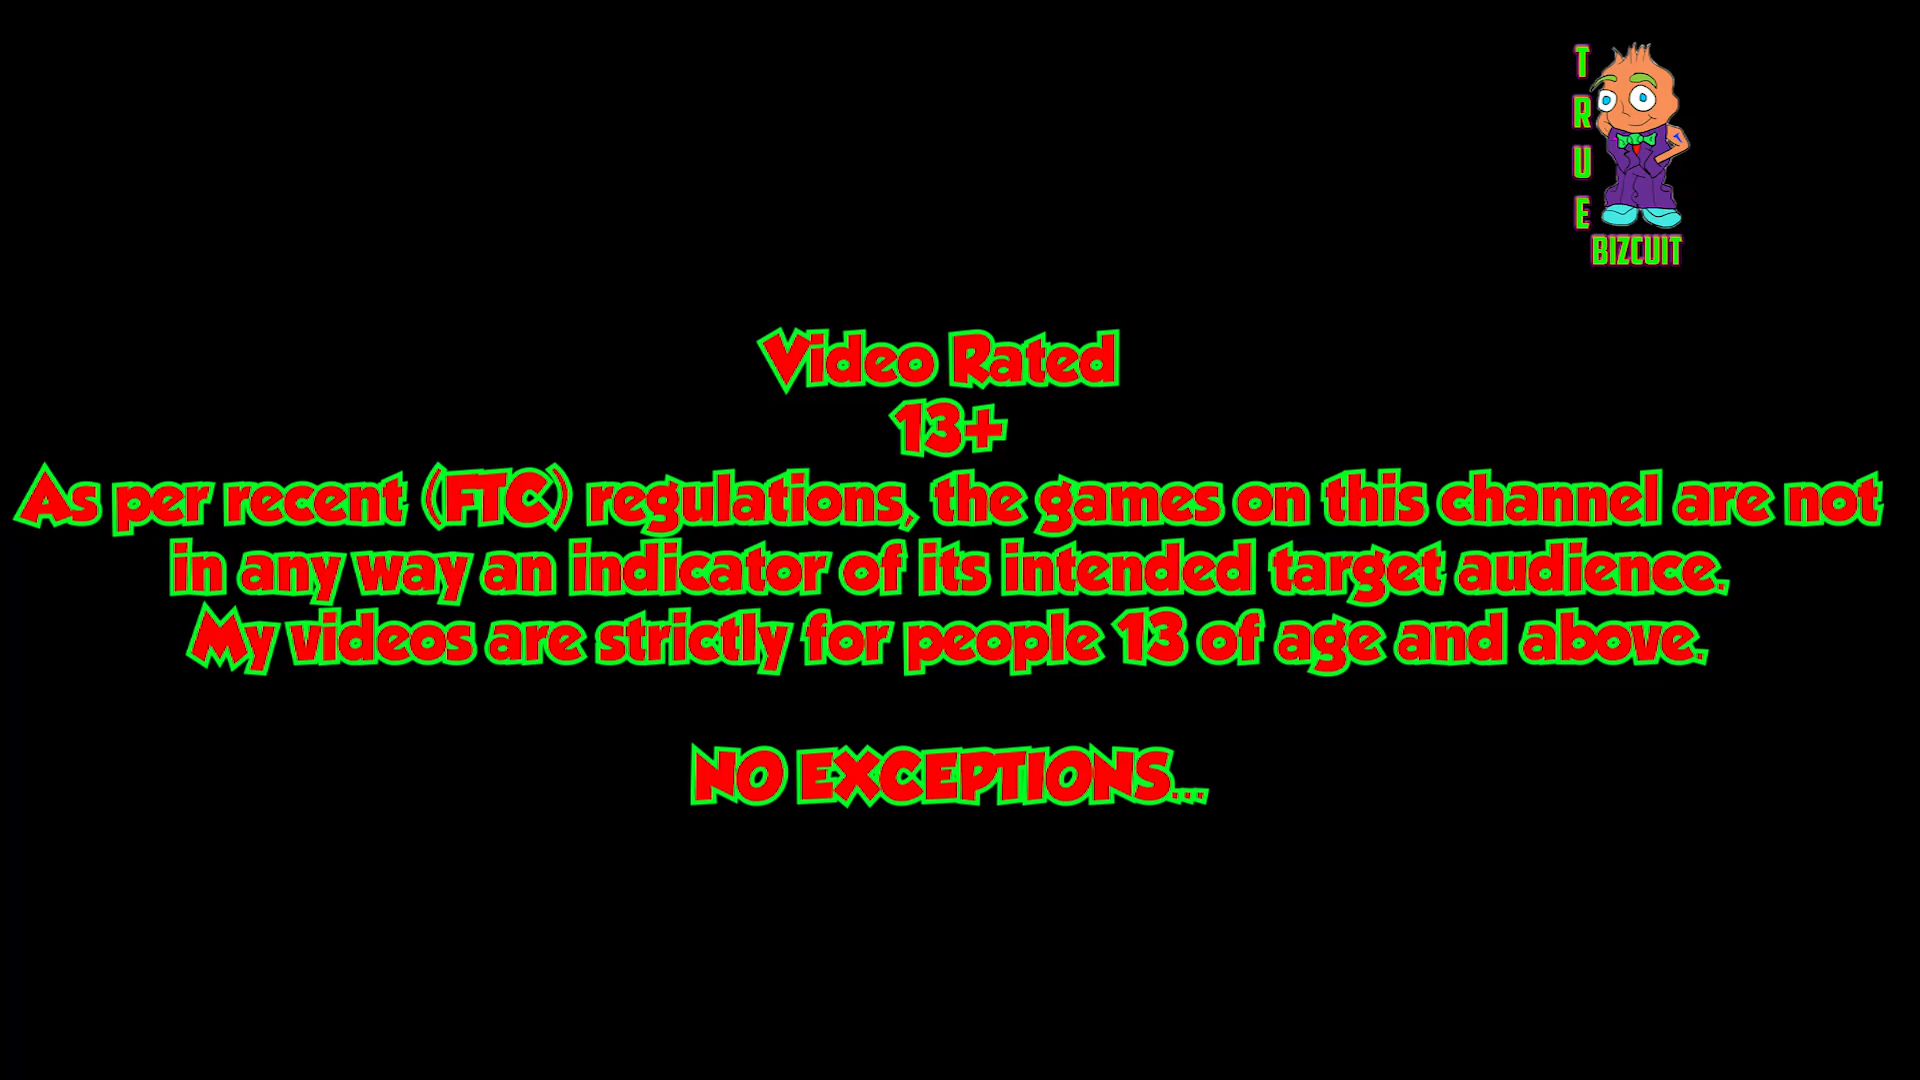 TRUE
BIZCUIT
Video Rated
13+
As per recent (FTC) regulations, the games on this channel are not
in any way an indicator of its intended target audience.
My videos are strictly for people 13 of age and above.
NO EXCEPTIONS...